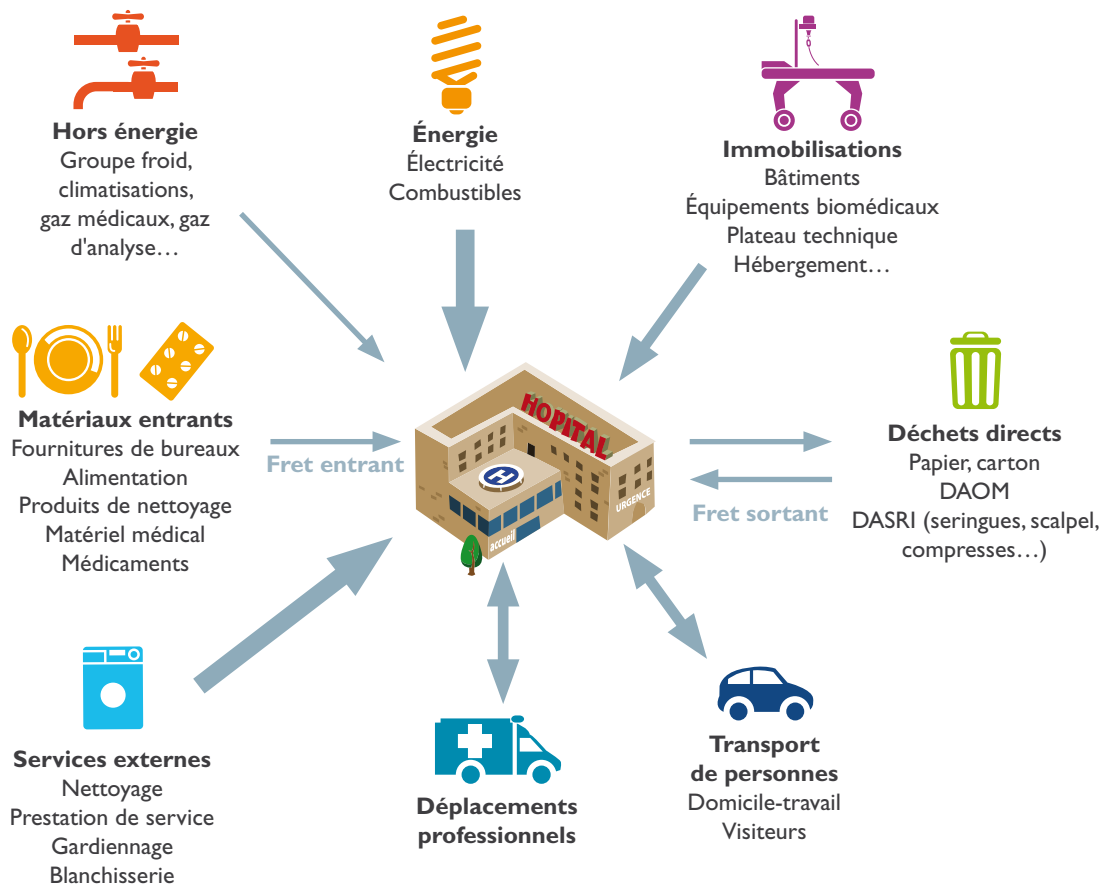 Hors énergie
Groupe froid,
climatisations,
gaz médicaux, gaz
d'analyse…
Énergie
Électricité
Combustibles
Immobilisations
Bâtiments
Équipements biomédicaux
Plateau technique
Hébergement…
Matériaux entrants
Fournitures de bureaux
Alimentation
Produits de nettoyage
Matériel médical
Médicaments
Fret entrant
HOPITAL
H
URGENCE
accueil
Fret sortant
Déchets directs
Papier, carton
DAOM
DASRI (seringues, scalpel,
compresses…)
Services externes
Nettoyage
Prestation de service
Gardiennage
Blanchisserie
Déplacements
professionnels
Transport
de personnes
Domicile-travail
Visiteurs